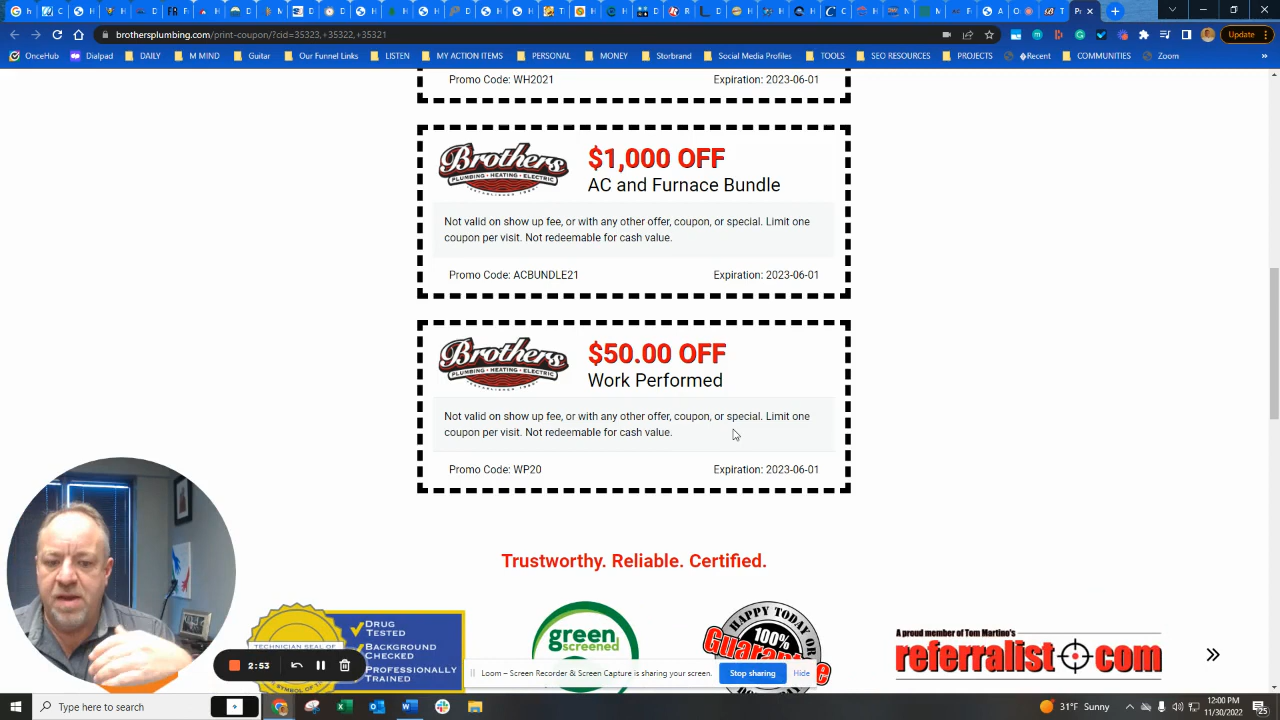 brothersplumbing.com/print-coupon/?cid=35323,+35322,+35321
Update
OnceHub
Dialpad
DAILY
M MIND
Guitar
Our Funnel Links
LISTEN
MY ACTION ITEMS
PERSONAL
MONEY
Storbrand
Social Media Profiles
TOOLS
SEO RESOURCES
Recent
PROJECTS
COMMUNITIES
Zoom
Promo Code: WH2021
Expiration: 2023-06-01
Brothers
PLUMBING • HEATING • ELECTRIC
$1,000 OFF
AC and Furnace Bundle
Not valid on show up fee, or with any other offer, coupon, or special. Limit one
coupon per visit. Not redeemable for cash value.
Promo Code: ACBUNDLE21
Expiration: 2023-06-01
Brothers
PLUMBING • HEATING • ELECTRIC
$50.00 OFF
Work Performed
Not valid on show up fee, or with any other offer, coupon, or special. Limit one
coupon per visit. Not redeemable for cash value.
Promo Code: WP20
Expiration: 2023-06-01
Trustworthy. Reliable. Certified.
TECHNICIAN SEAL OF
DRUG
TESTED
BACKGROUND
CHECKED
PROFESSIONALLY
TRAINED
green
screened
HAPPY TODAY OR
100%
A proud member of Tom Martino's
referralist com
2:53
Loom – Screen Recorder & Screen Capture is sharing your screen.
Stop sharing
Hide
Type here to search
31°F Sunny
12:00 PM
11/30/2022